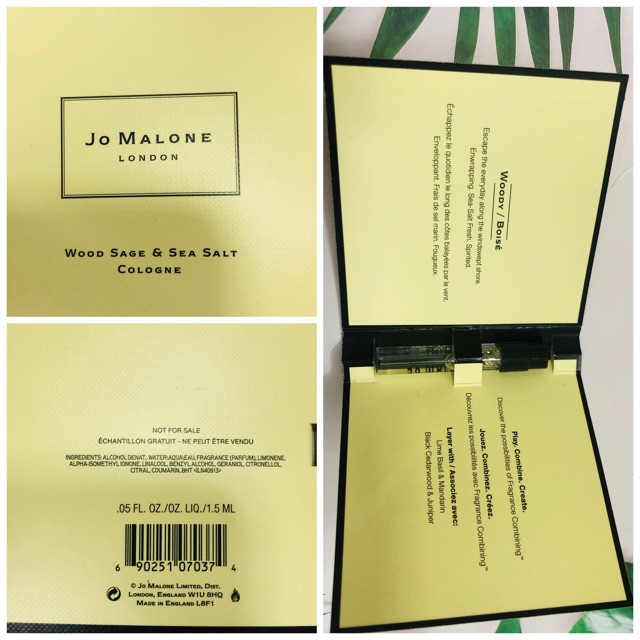 Jo Malone
London
Wood Sage & Sea Salt
Cologne
NOT FOR SALE
ÉCHANTILLON GRATUIT - NE PEUT ÊTRE VENDU
INGREDIENTS: ALCOHOL DENAT., WATER\AQUA\EAU, FRAGRANCE (PARFUM), LIMONENE,
ALPHA-ISOMETHYL IONONE, LINALOOL, BENZYL ALCOHOL, GERANIOL, CITRONELLOL,
CITRAL, COUMARIN, BHT <ILN40913>
.05 FL. OZ./OZ. LIQ./1.5 ML
6 90251 07037 4
© Jo Malone Limited, Dist.
London, England W1U 8HQ
Made in England L8F1
Woody / Boisé
Escape the everyday along the windswept shore.
Enwrapping. Sea-Salt Fresh. Spirited.
Échappez le quotidien le long des côtes balayées par le vent.
Enveloppant. Frais de sel marin. Fougueux.
Play. Combine. Create.
Discover the possibilities of Fragrance Combining™
Jouez. Combinez. Créez.
Découvrez les possibilités avec Fragrance Combining™
Layer with / Associez avec:
Lime Basil & Mandarin
Black Cedarwood & Juniper